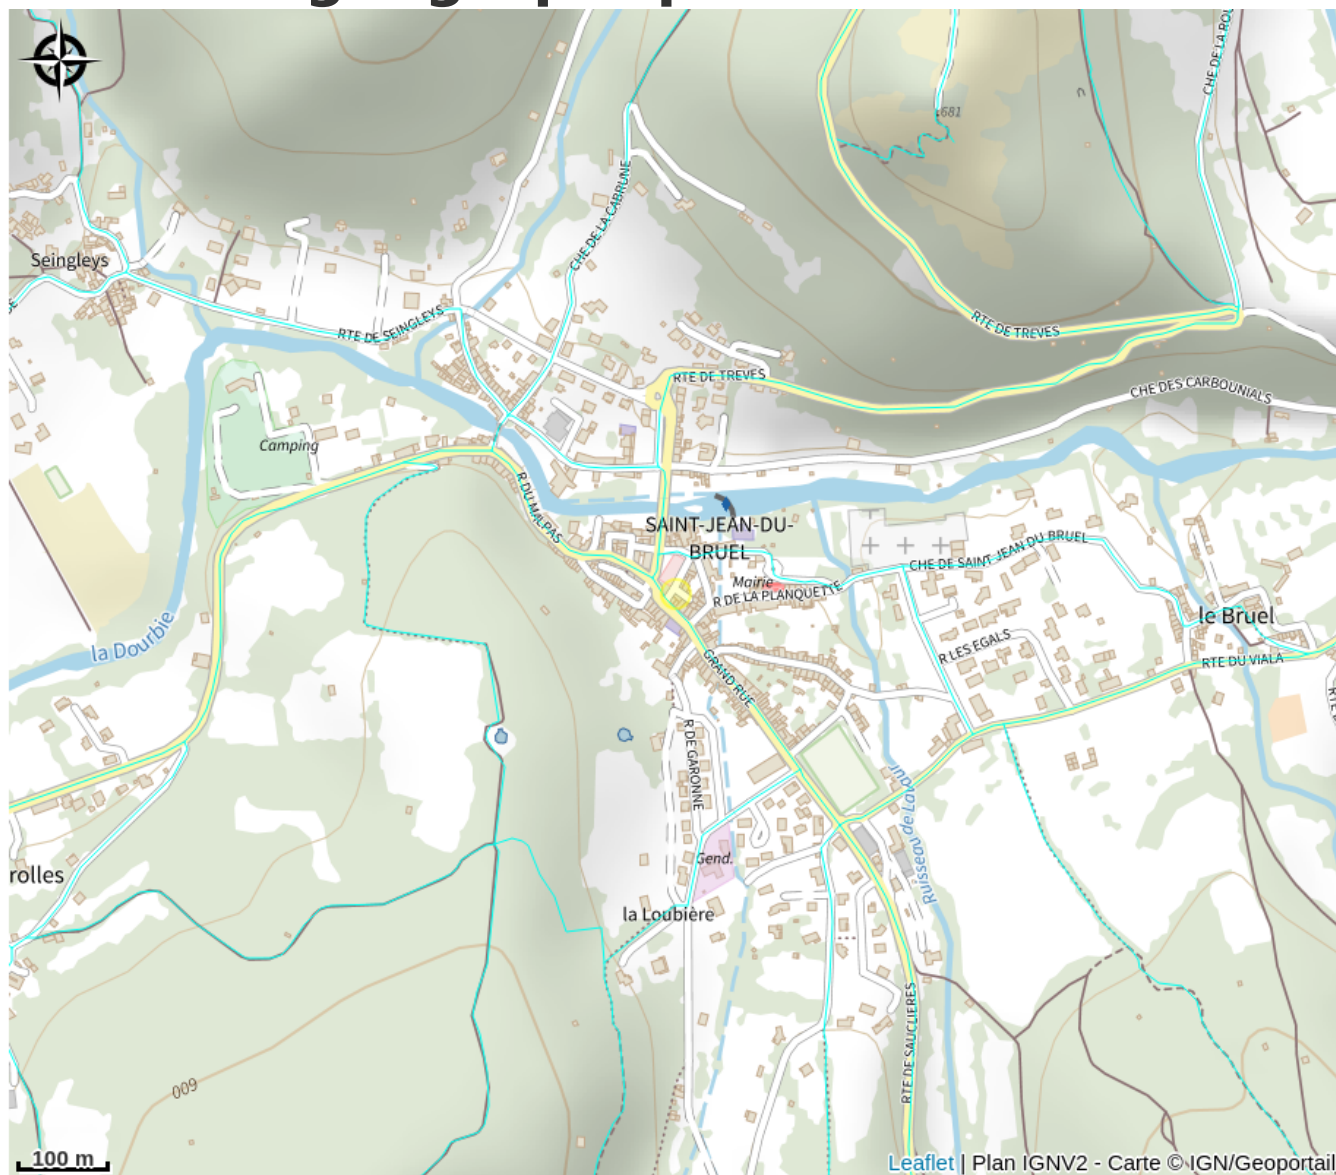 681
CHE DE LA CABRUNE
Seingleys
RTE DE SEINGLEYS
RTE DE TREVES
RTE DE TREVES
CHE DES CARBOUNIALS
Camping
R DU MALPAS
SAINT-JEAN-DU-
BRUEL
CHE DE SAINT JEAN DU BRUEL
Mairie
R DE LA PLANQUETTE
le Bruel
la Dourbie
R LES EGALS
RTE DU VIALA
GRAND RUE
R DE GARONNE
Ruisseau de Lavaur
Gend.
rolles
la Loubière
RTE DE SAUCLIERES
600
100 m
Leaflet | Plan IGNV2 - Carte © IGN/Geoportail